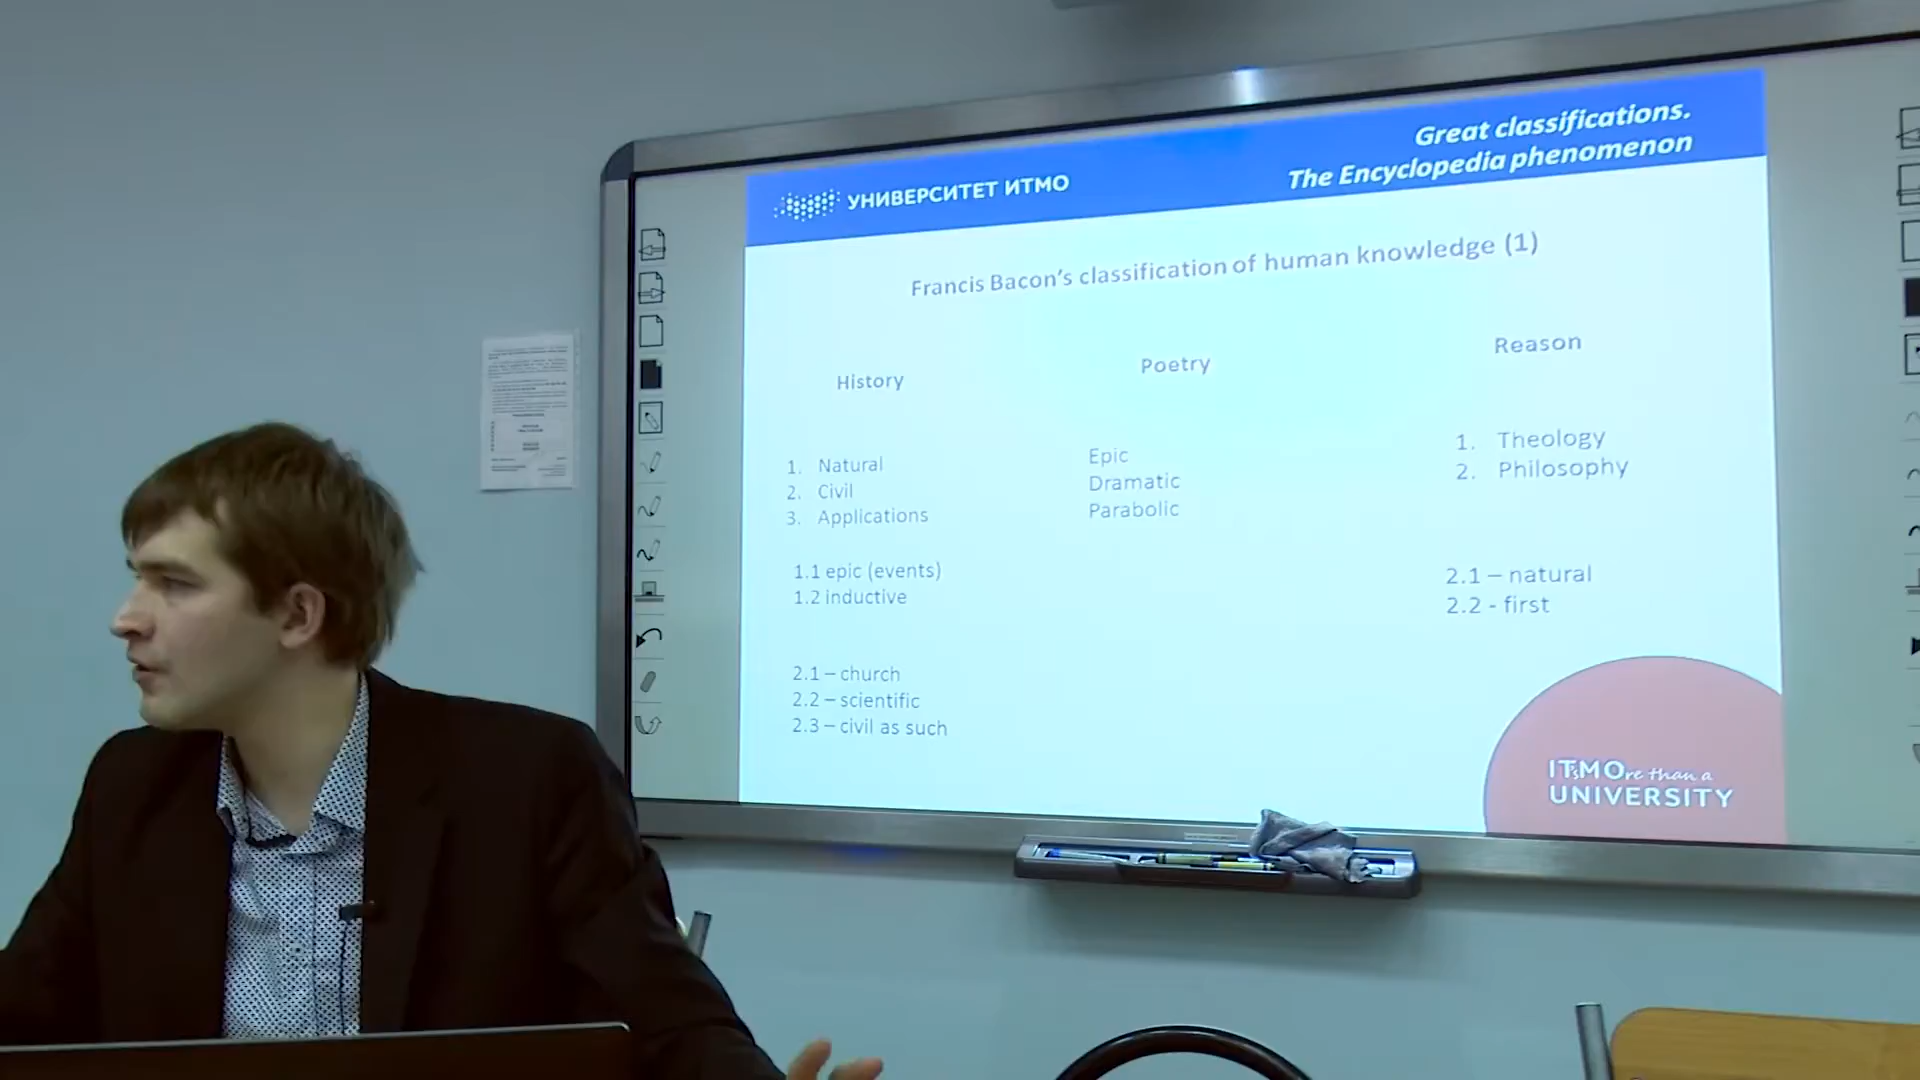 Great classifications.
The Encyclopedia phenomenon
УНИВЕРСИТЕТ ИТМО
Francis Bacon's classification of human knowledge (1)
History
1. Natural
2. Civil
3. Applications
1.1 epic (events)
1.2 inductive
2.1 – church
2.2 – scientific
2.3 – civil as such
Poetry
Epic
Dramatic
Parabolic
Reason
1. Theology
2. Philosophy
2.1 – natural
2.2 - first
ITsMOre than a
UNIVERSITY